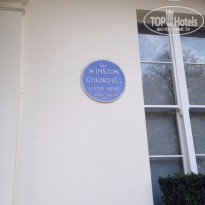 TOP HOTELS
Sir
WINSTON
CHURCHILL
LIVED HERE